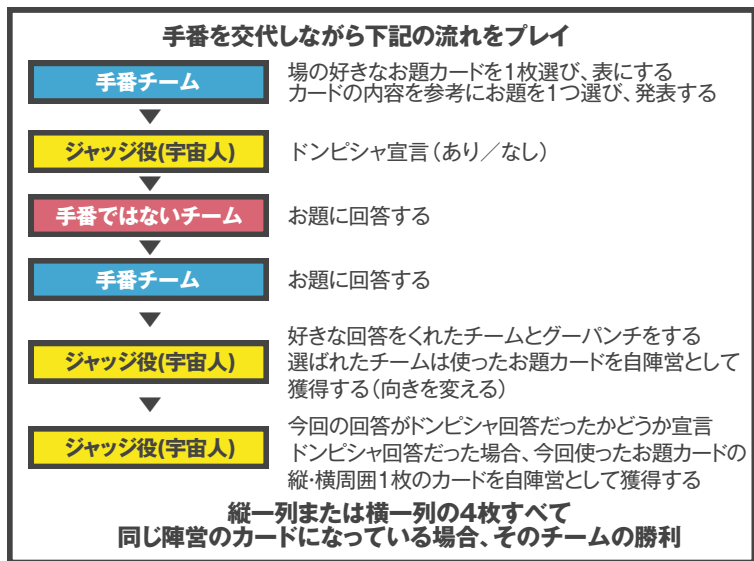 手番を交代しながら下記の流れをプレイ
手番チーム
場の好きなお題カードを1枚選び、表にする
カードの内容を参考にお題を1つ選び、発表する
ジャッジ役(宇宙人)
ドンピシャ宣言(あり/なし)
手番ではないチーム
お題に回答する
手番チーム
お題に回答する
ジャッジ役(宇宙人)
好きな回答をくれたチームとグーパンチをする
選ばれたチームは使ったお題カードを自陣営として
獲得する(向きを変える)
ジャッジ役(宇宙人)
今回の回答がドンピシャ回答だったかどうか宣言
ドンピシャ回答だった場合、今回使ったお題カードの
縦・横周囲1枚のカードを自陣営として獲得する
縦一列または横一列の4枚すべて
同じ陣営のカードになっている場合、そのチームの勝利